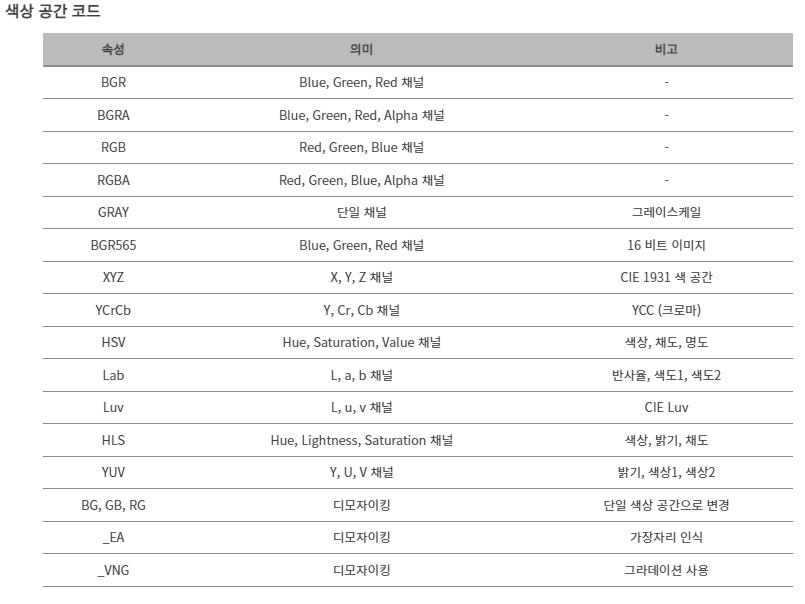 색상 공간 코드
속성 의미 비고
BGR Blue, Green, Red 채널 -
BGRA Blue, Green, Red, Alpha 채널 -
RGB Red, Green, Blue 채널 -
RGBA Red, Green, Blue, Alpha 채널 -
GRAY 단일 채널 그레이스케일
BGR565 Blue, Green, Red 채널 16 비트 이미지
XYZ X, Y, Z 채널 CIE 1931 색 공간
YCrCb Y, Cr, Cb 채널 YCC (크로마)
HSV Hue, Saturation, Value 채널 색상, 채도, 명도
Lab L, a, b 채널 반사율, 색도1, 색도2
Luv L, u, v 채널 CIE Luv
HLS Hue, Lightness, Saturation 채널 색상, 밝기, 채도
YUV Y, U, V 채널 밝기, 색상1, 색상2
BG, GB, RG 디모자이킹 단일 색상 공간으로 변경
_EA 디모자이킹 가장자리 인식
_VNG 디모자이킹 그라데이션 사용